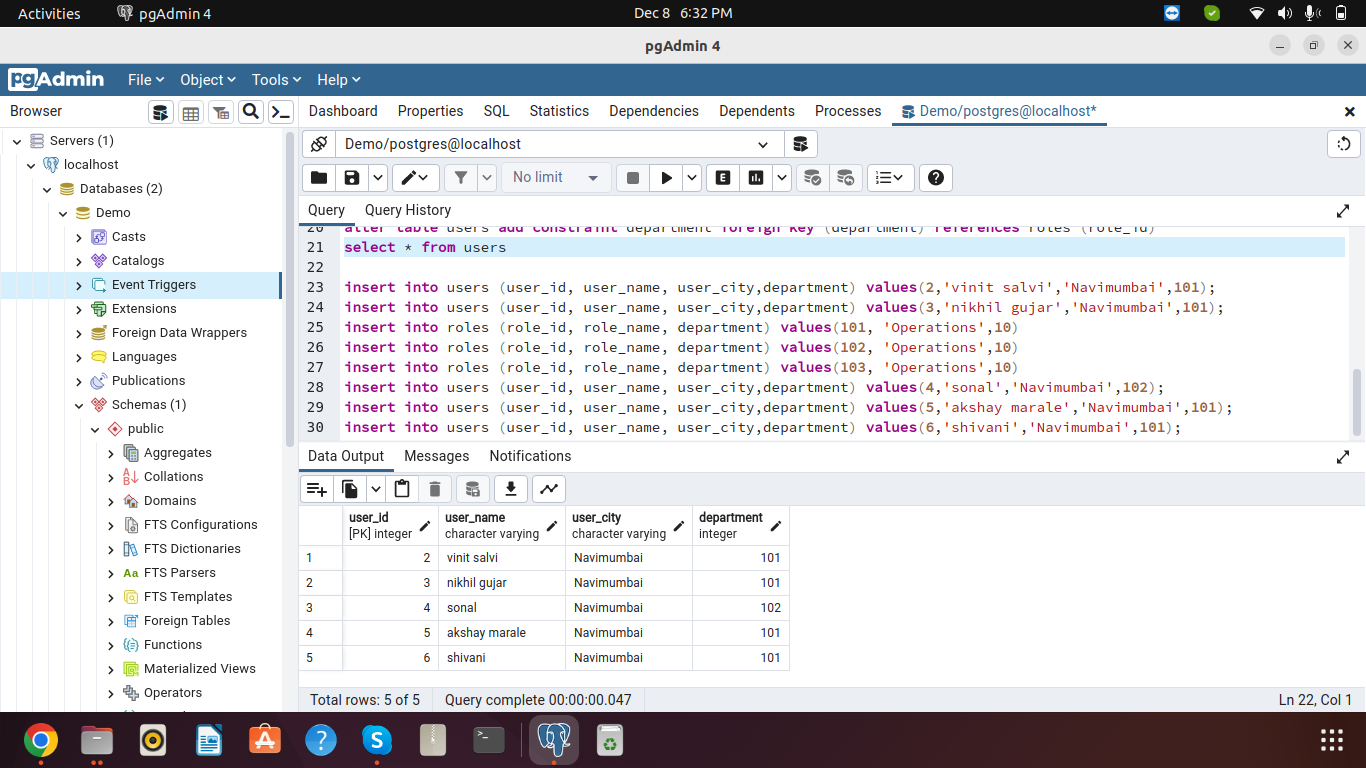 Activities pgAdmin 4 Dec 8 6:32 PM
pgAdmin 4
pgAdmin File Object Tools Help
Browser Dashboard Properties SQL Statistics Dependencies Dependents Processes Demo/postgres@localhost*
Servers (1)
localhost
Databases (2)
Demo
Casts
Catalogs
Event Triggers
Extensions
Foreign Data Wrappers
Languages
Publications
Schemas (1)
public
Aggregates
Collations
Domains
FTS Configurations
FTS Dictionaries
Aa FTS Parsers
FTS Templates
Foreign Tables
Functions
Materialized Views
Operators
Demo/postgres@localhost
No limit E
Query Query History
20 alter table users add constraint department foreign key (department) references roles (role_id)
21 select * from users
22
23 insert into users (user_id, user_name, user_city,department) values(2,'vinit salvi','Navimumbai',101);
24 insert into users (user_id, user_name, user_city,department) values(3,'nikhil gujar','Navimumbai',101);
25 insert into roles (role_id, role_name, department) values(101, 'Operations',10)
26 insert into roles (role_id, role_name, department) values(102, 'Operations',10)
27 insert into roles (role_id, role_name, department) values(103, 'Operations',10)
28 insert into users (user_id, user_name, user_city,department) values(4,'sonal','Navimumbai',102);
29 insert into users (user_id, user_name, user_city,department) values(5,'akshay marale','Navimumbai',101);
30 insert into users (user_id, user_name, user_city,department) values(6,'shivani','Navimumbai',101);
Data Output Messages Notifications
user_id user_name user_city department
[PK] integer character varying character varying integer
1 2 vinit salvi Navimumbai 101
2 3 nikhil gujar Navimumbai 101
3 4 sonal Navimumbai 102
4 5 akshay marale Navimumbai 101
5 6 shivani Navimumbai 101
Total rows: 5 of 5 Query complete 00:00:00.047 Ln 22, Col 1